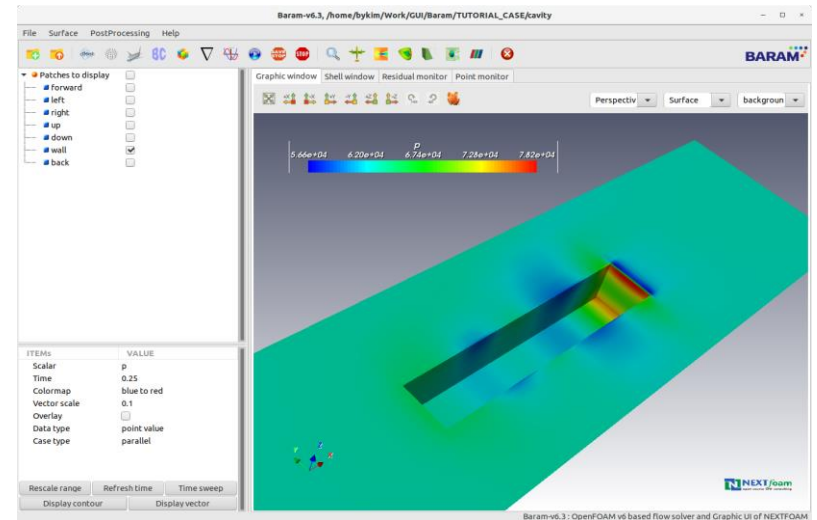 Baram-v6.3, /home/bykim/Work/GUI/Baram/TUTORIAL_CASE/cavity
File Surface PostProcessing Help
BC STOP BARAM
Patches to display
forward
left
right
up
down
wall
back
Graphic window Shell window Residual monitor Point monitor
Perspectiv Surface backgroun
p
5.66e+04 6.20e+04 6.74e+04 7.28e+04 7.82e+04
ITEMs VALUE
Scalar p
Time 0.25
Colormap blue to red
Vector scale 0.1
Overlay
Data type point value
Case type parallel
Rescale range Refresh time Time sweep
Display contour Display vector
NEXTfoam
Baram-v6.3 : OpenFOAM v6 based flow solver and Graphic UI of NEXTFOAM